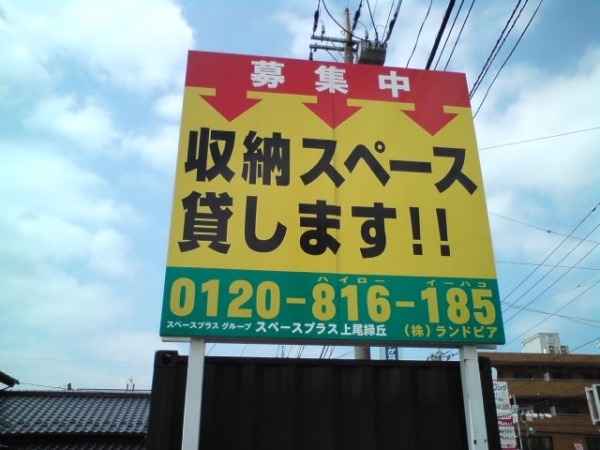 募集中
収納スペース
貸します!!
ハイロー イーハコ
0120-816-185
スペースプラス グループ スペースプラス上尾緑丘 (株)ランドピア